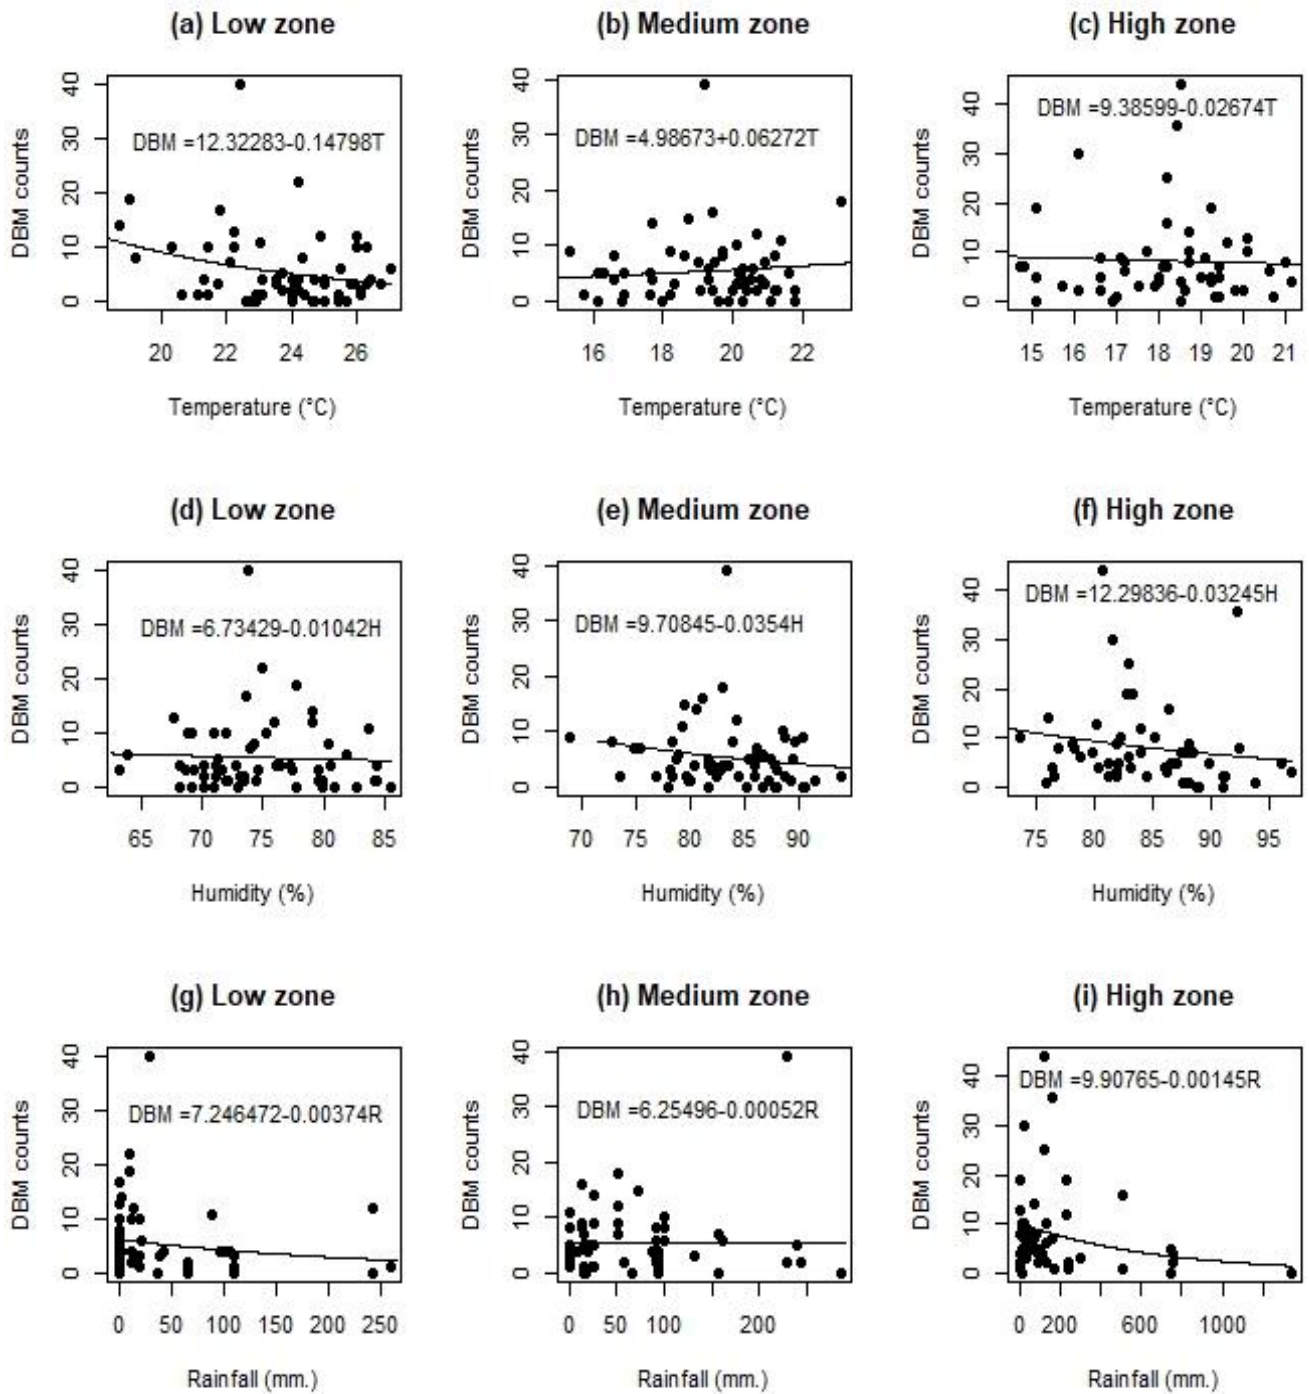 (a) Low zone
DBM counts
40
30
20
10
0
DBM =12.32283-0.14798T
20 22 24 26
Temperature (°C)
(b) Medium zone
DBM counts
40
30
20
10
0
DBM =4.98673+0.06272T
16 18 20 22
Temperature (°C)
(c) High zone
DBM counts
40
30
20
10
0
DBM =9.38599-0.02674T
15 16 17 18 19 20 21
Temperature (°C)
(d) Low zone
DBM counts
40
30
20
10
0
DBM =6.73429-0.01042H
65 70 75 80 85
Humidity (%)
(e) Medium zone
DBM counts
40
30
20
10
0
DBM =9.70845-0.0354H
70 75 80 85 90
Humidity (%)
(f) High zone
DBM counts
40
30
20
10
0
DBM =12.29836-0.03245H
75 80 85 90 95
Humidity (%)
(g) Low zone
DBM counts
40
30
20
10
0
DBM =7.246472-0.00374R
0 50 100 150 200 250
Rainfall (mm.)
(h) Medium zone
DBM counts
40
30
20
10
0
DBM =6.25496-0.00052R
0 50 100 200
Rainfall (mm.)
(i) High zone
DBM counts
40
30
20
10
0
DBM =9.90765-0.00145R
0 200 600 1000
Rainfall (mm.)